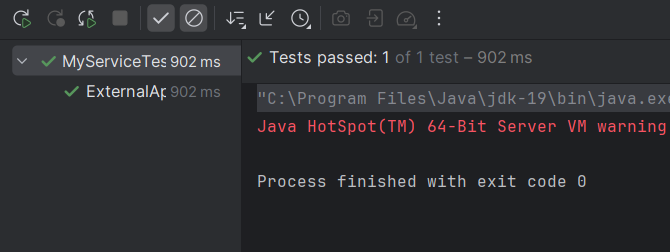 Tests passed: 1 of 1 test – 902 ms
MyServiceTes 902 ms
ExternalAp 902 ms
"C:\Program Files\Java\jdk-19\bin\java.exe
Java HotSpot(TM) 64-Bit Server VM warning
Process finished with exit code 0